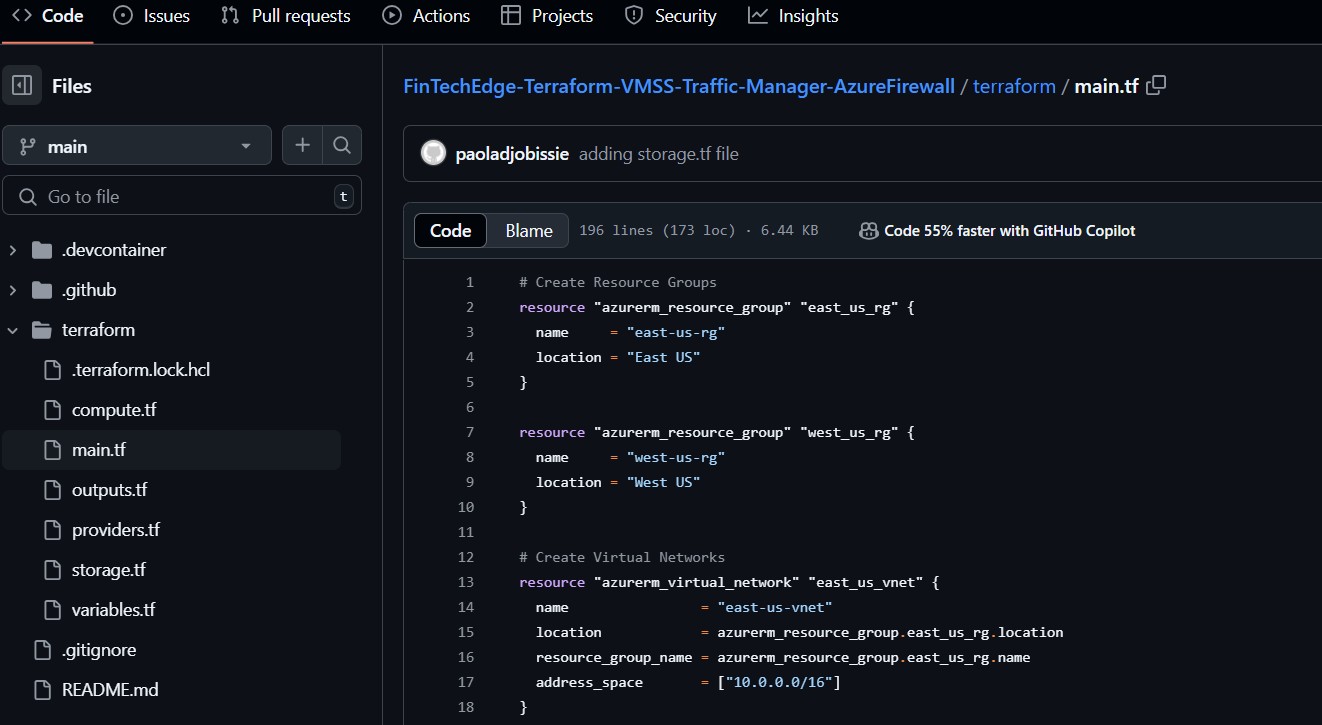 Code Issues Pull requests Actions Projects Security Insights
Files
main
Go to file t
.devcontainer
.github
terraform
.terraform.lock.hcl
compute.tf
main.tf
outputs.tf
providers.tf
storage.tf
variables.tf
.gitignore
README.md
FinTechEdge-Terraform-VMSS-Traffic-Manager-AzureFirewall / terraform / main.tf
paoladjobissie adding storage.tf file
Code Blame 196 lines (173 loc) · 6.44 KB Code 55% faster with GitHub Copilot
1 # Create Resource Groups
2 resource "azurerm_resource_group" "east_us_rg" {
3   name     = "east-us-rg"
4   location = "East US"
5 }
6
7 resource "azurerm_resource_group" "west_us_rg" {
8   name     = "west-us-rg"
9   location = "West US"
10 }
11
12 # Create Virtual Networks
13 resource "azurerm_virtual_network" "east_us_vnet" {
14   name                = "east-us-vnet"
15   location            = azurerm_resource_group.east_us_rg.location
16   resource_group_name = azurerm_resource_group.east_us_rg.name
17   address_space       = ["10.0.0.0/16"]
18 }